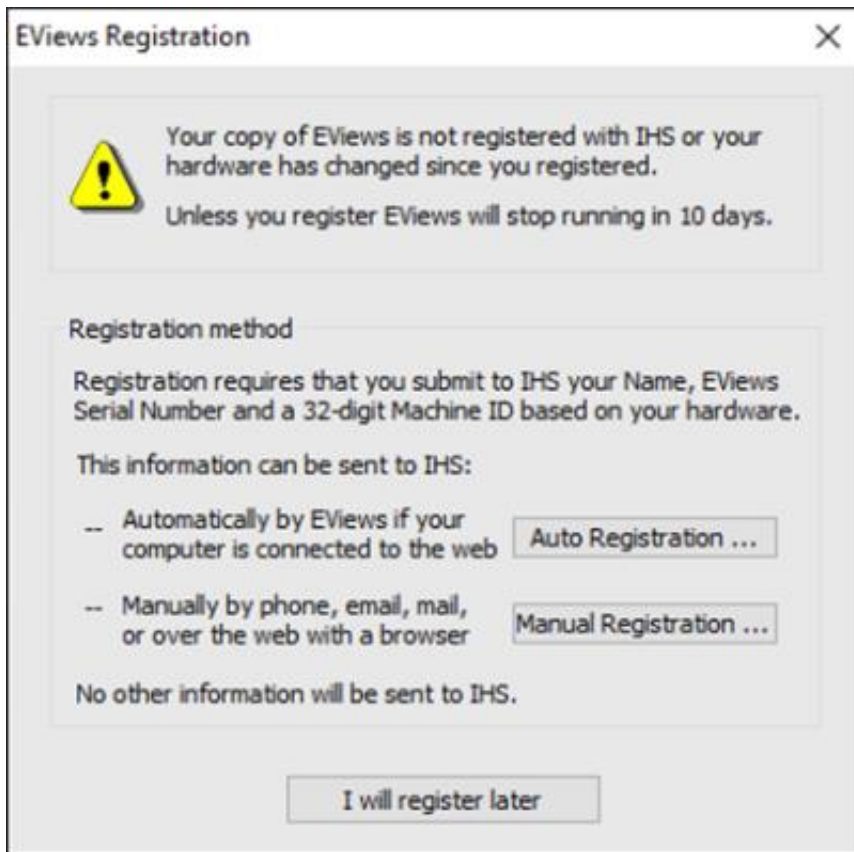 EViews Registration
Your copy of EViews is not registered with IHS or your
hardware has changed since you registered.
Unless you register EViews will stop running in 10 days.
Registration method
Registration requires that you submit to IHS your Name, EViews
Serial Number and a 32-digit Machine ID based on your hardware.
This information can be sent to IHS:
-- Automatically by EViews if your
computer is connected to the web
Auto Registration ...
-- Manually by phone, email, mail,
or over the web with a browser
Manual Registration ...
No other information will be sent to IHS.
I will register later